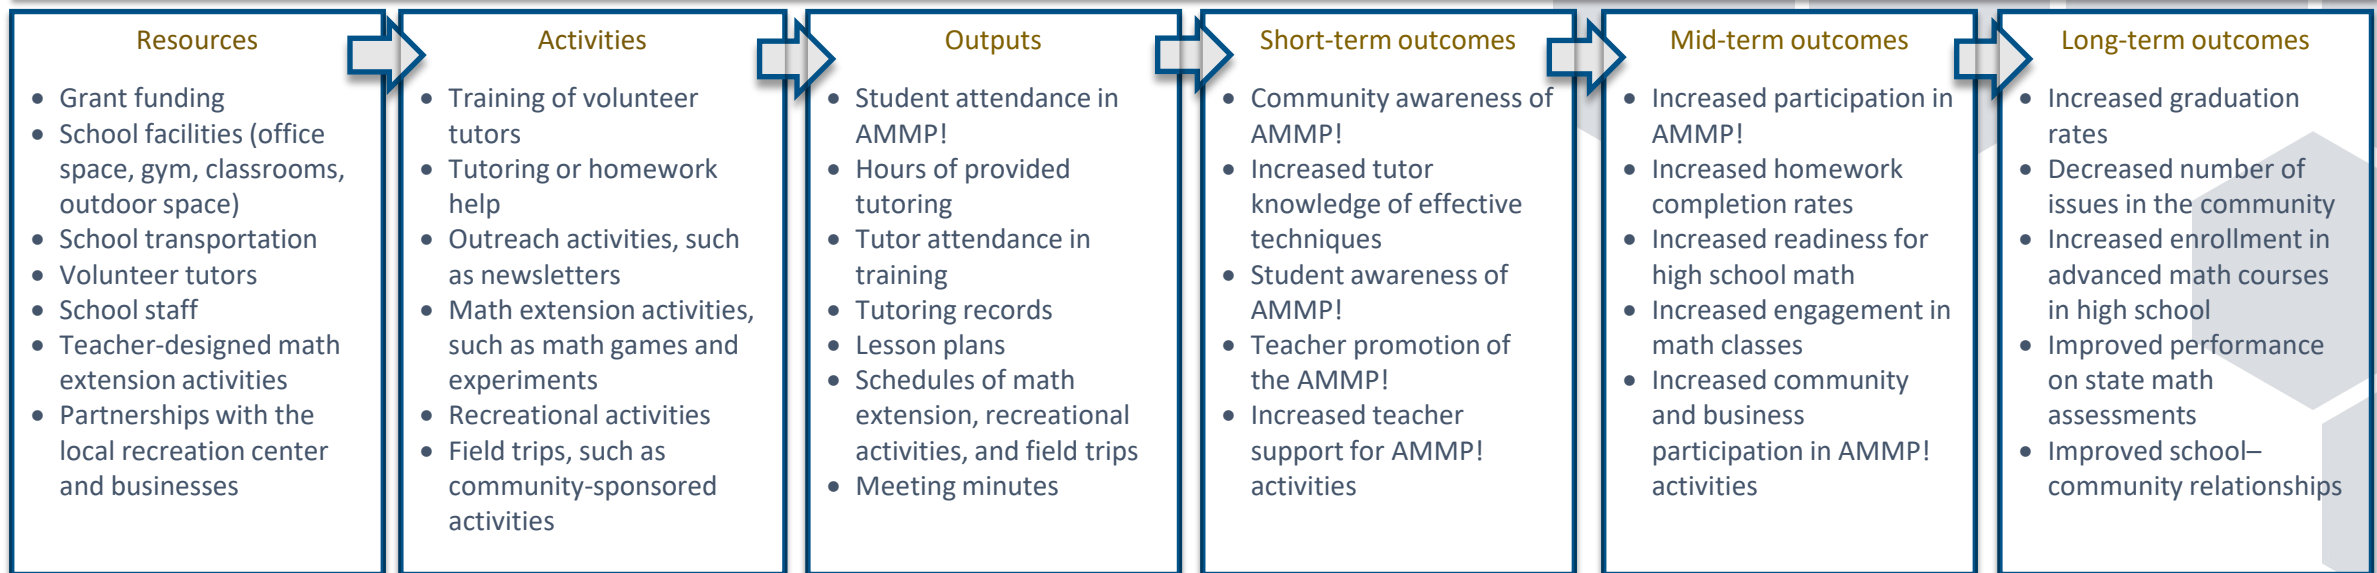 Resources
• Grant funding
• School facilities (office
space, gym, classrooms,
outdoor space)
• School transportation
• Volunteer tutors
• School staff
• Teacher-designed math
extension activities
• Partnerships with the
local recreation center
and businesses
Activities
• Training of volunteer
tutors
• Tutoring or homework
help
• Outreach activities, such
as newsletters
• Math extension activities,
such as math games and
experiments
• Recreational activities
• Field trips, such as
community-sponsored
activities
Outputs
• Student attendance in
AMMP!
• Hours of provided
tutoring
• Tutor attendance in
training
• Tutoring records
• Lesson plans
• Schedules of math
extension, recreational
activities, and field trips
• Meeting minutes
Short-term outcomes
• Community awareness of
AMMP!
• Increased tutor
knowledge of effective
techniques
• Student awareness of
AMMP!
• Teacher promotion of
the AMMP!
• Increased teacher
support for AMMP!
activities
Mid-term outcomes
• Increased participation in
AMMP!
• Increased homework
completion rates
• Increased readiness for
high school math
• Increased engagement in
math classes
• Increased community
and business
participation in AMMP!
activities
Long-term outcomes
• Increased graduation
rates
• Decreased number of
issues in the community
• Increased enrollment in
advanced math courses
in high school
• Improved performance
on state math
assessments
• Improved school–
community relationships